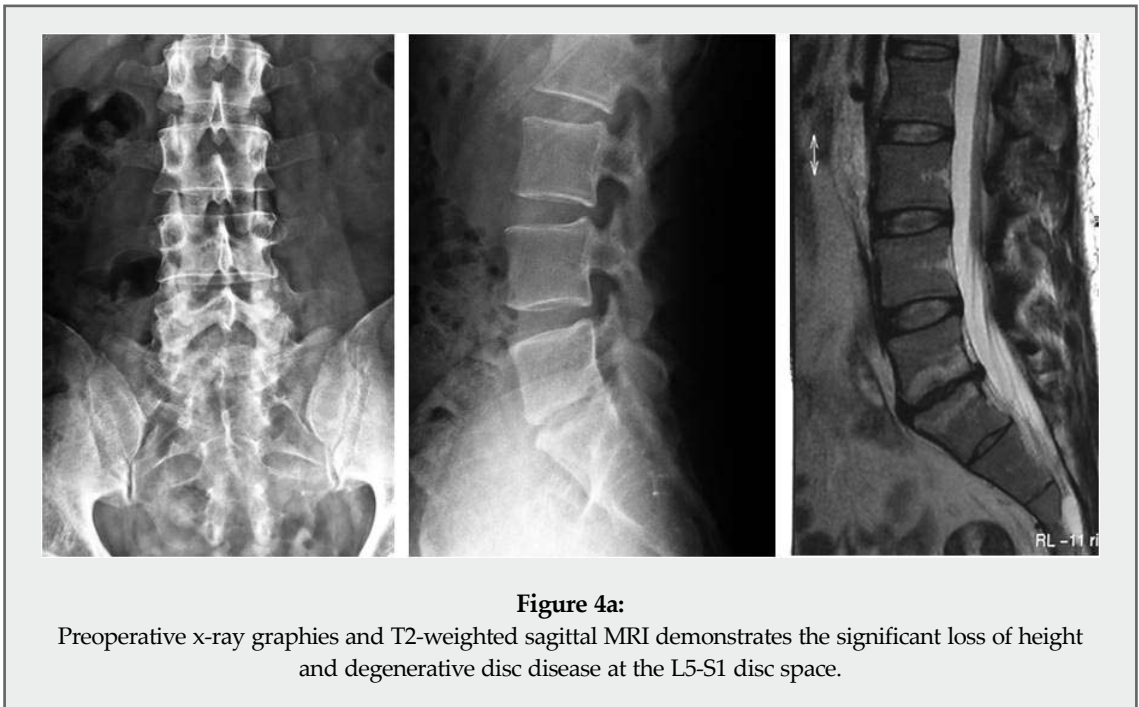 RL -11 ri
Figure 4a:
Preoperative x-ray graphies and T2-weighted sagittal MRI demonstrates the significant loss of height
and degenerative disc disease at the L5-S1 disc space.